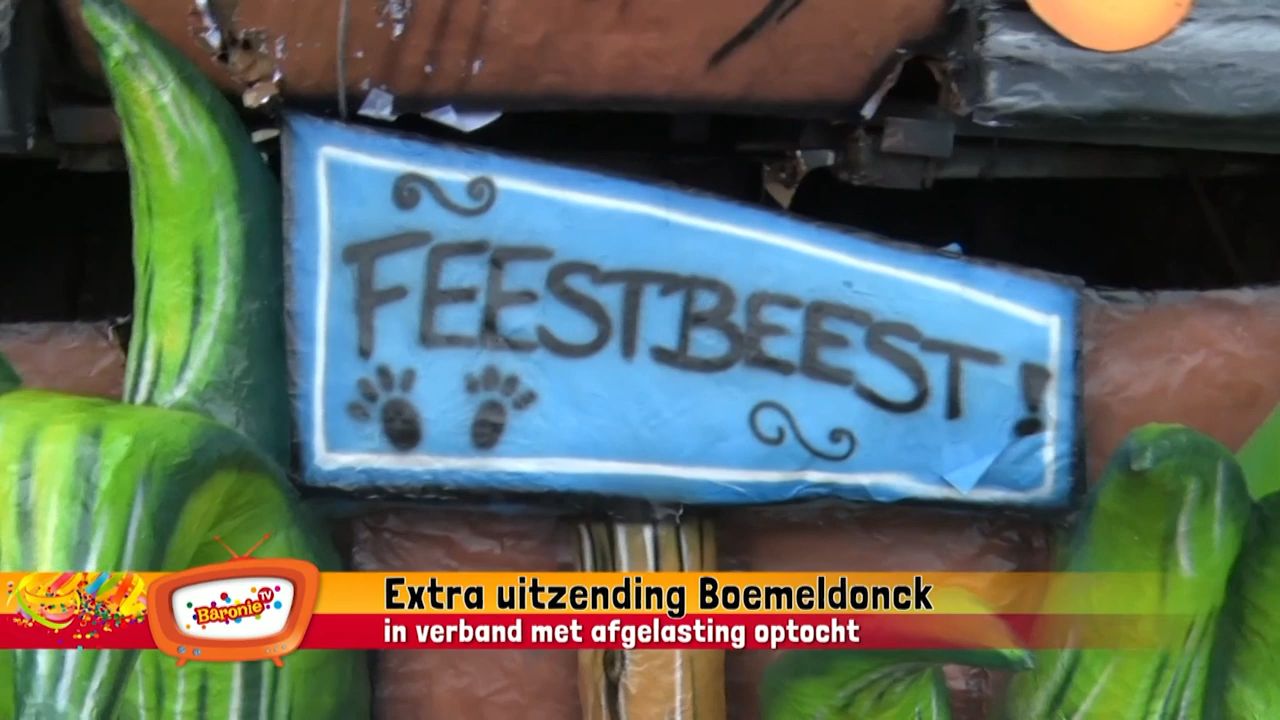 FEESTBEEST!
Baronie TV
Extra uitzending Boemeldonck
in verband met afgelasting optocht